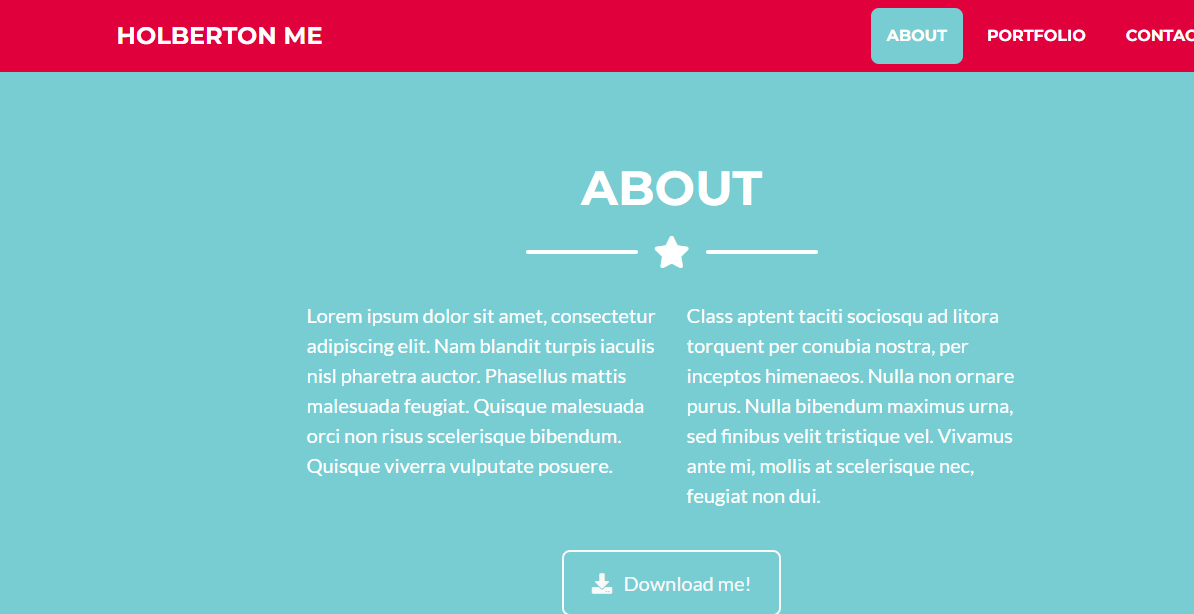 HOLBERTON ME
ABOUT
PORTFOLIO
CONTAC
ABOUT
Lorem ipsum dolor sit amet, consectetur
adipiscing elit. Nam blandit turpis iaculis
nisl pharetra auctor. Phasellus mattis
malesuada feugiat. Quisque malesuada
orci non risus scelerisque bibendum.
Quisque viverra vulputate posuere.
Class aptent taciti sociosqu ad litora
torquent per conubia nostra, per
inceptos himenaeos. Nulla non ornare
purus. Nulla bibendum maximus urna,
sed finibus velit tristique vel. Vivamus
ante mi, mollis at scelerisque nec,
feugiat non dui.
Download me!